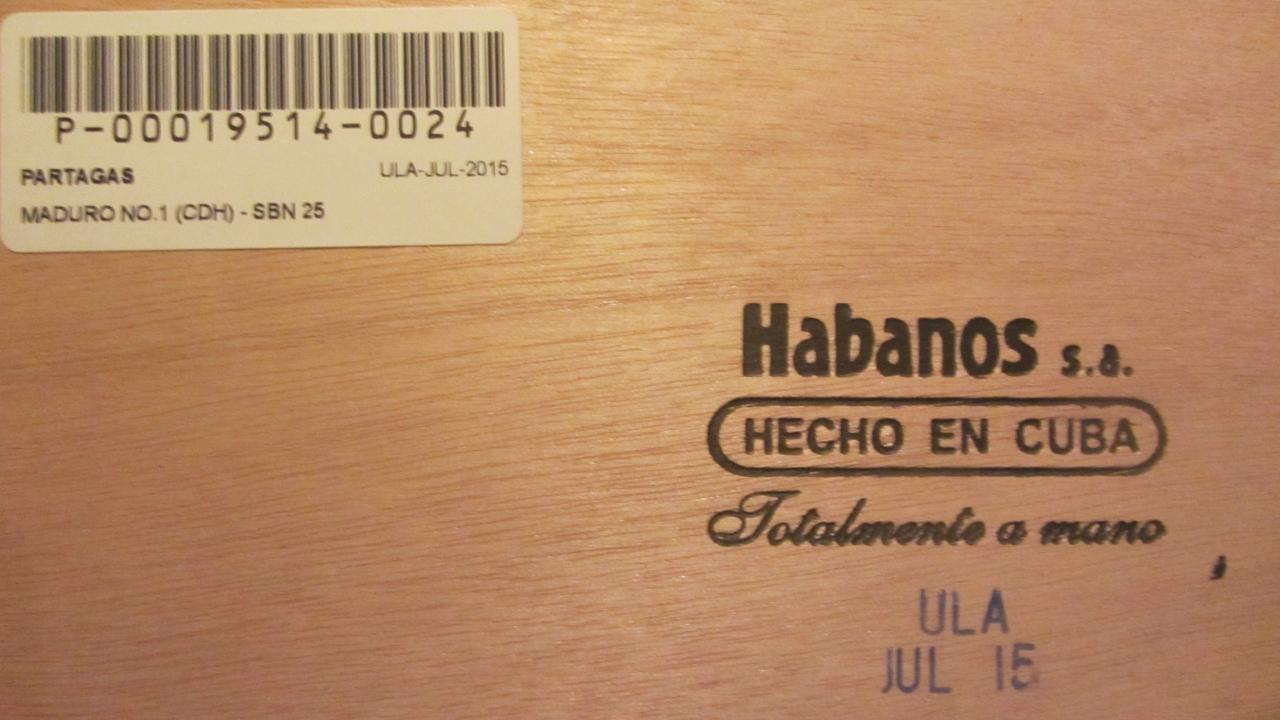 P-00019514-0024
PARTAGAS ULA-JUL-2015
MADURO NO.1 (CDH) - SBN 25
Habanos s.a.
HECHO EN CUBA
Totalmente a mano
ULA
JUL 15